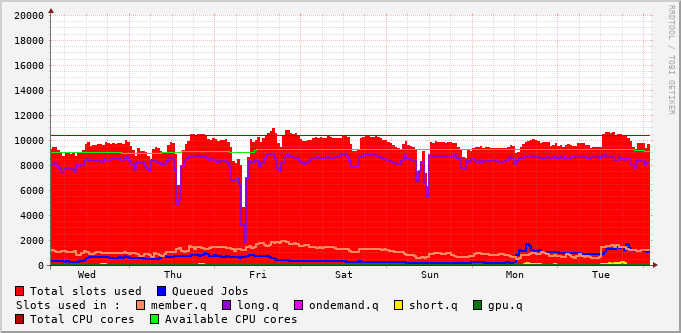 20000
18000
16000
14000
12000
10000
8000
6000
4000
2000
0
Wed Thu Fri Sat Sun Mon Tue
RRDTOOL / TOBI OETIKER
Total slots used Queued Jobs
Slots used in : member.q long.q ondemand.q short.q gpu.q
Total CPU cores Available CPU cores